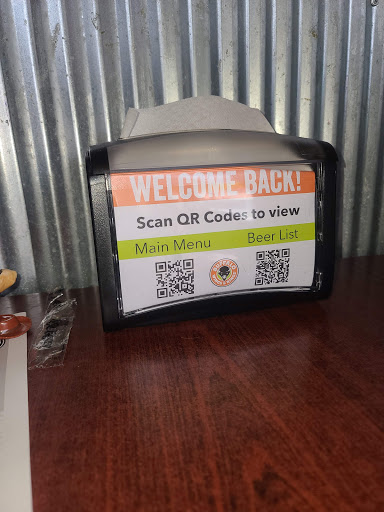 WELCOME BACK!
Scan QR Codes to view
Main Menu Beer List